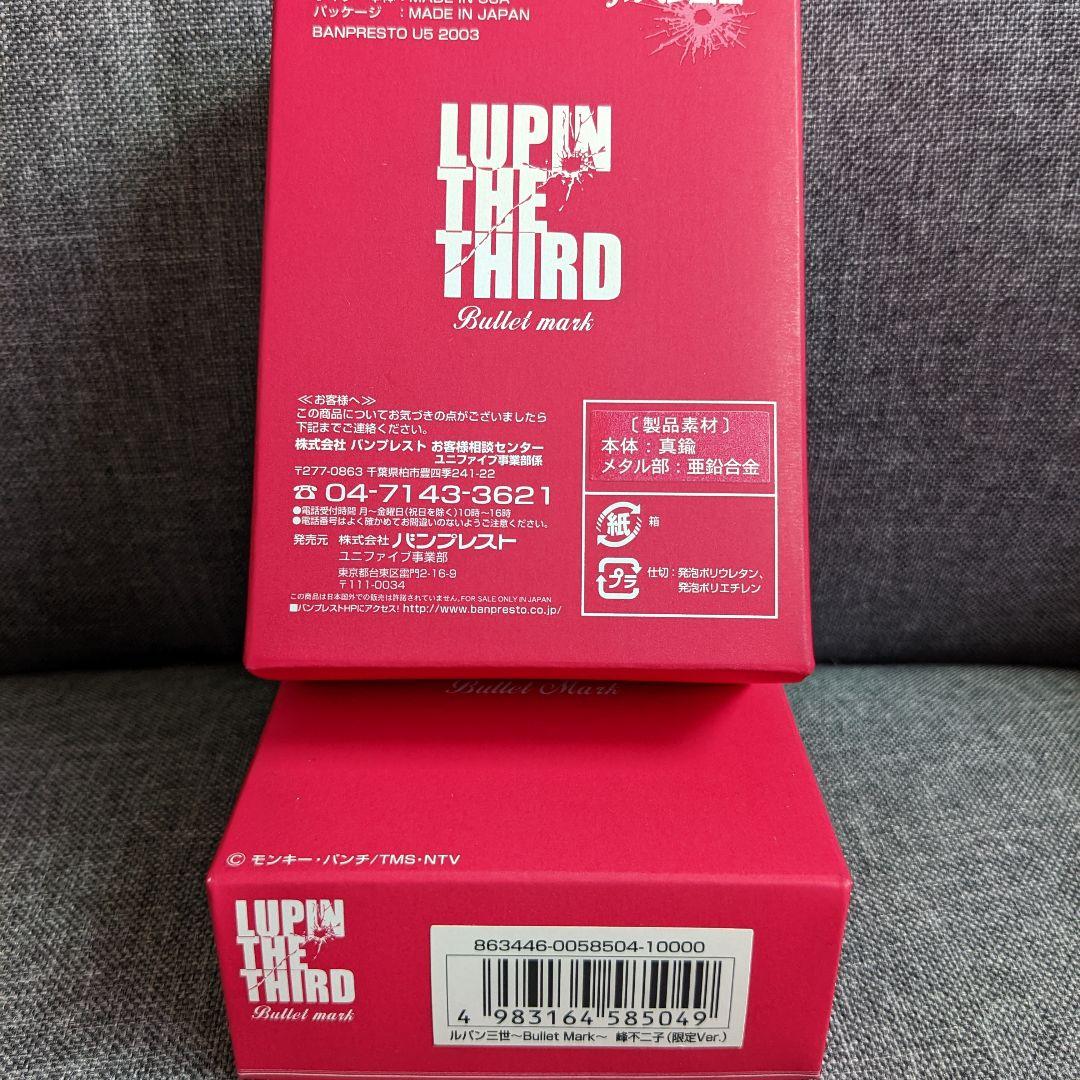 パッケージ ：MADE IN JAPAN
BANPRESTO U5 2003
LUPIN
THE
THIRD
Bullet mark
≪お客様へ≫
この商品についてお気づきの点がございましたら
下記までご連絡ください。
株式会社 バンプレスト お客様相談センター
ユニファイブ事業部係
〒277-0863 千葉県柏市豊四季241-22
☎ 04-7143-3621
●電話受付時間 月～金曜日(祝日を除く)10時～16時
●電話番号はよく確かめてお間違いのないようご注意ください。
発売元 株式会社 バンプレスト
ユニファイブ事業部
東京都台東区雷門2-16-9
〒111-0034
この商品は日本国外での販売は許諾されていません。FOR SALE ONLY IN JAPAN
■バンプレストHPにアクセス! http://www.banpresto.co.jp/
〔製品素材〕
本体：真鍮
メタル部：亜鉛合金
紙 箱
プラ 仕切：発泡ポリウレタン、
発泡ポリエチレン
Bullet Mark
© モンキー・パンチ/TMS・NTV
LUPIN
THE
THIRD
Bullet mark
863446-0058504-10000
4 983164 585049
ルパン三世～Bullet Mark～ 峰不二子(限定Ver.)